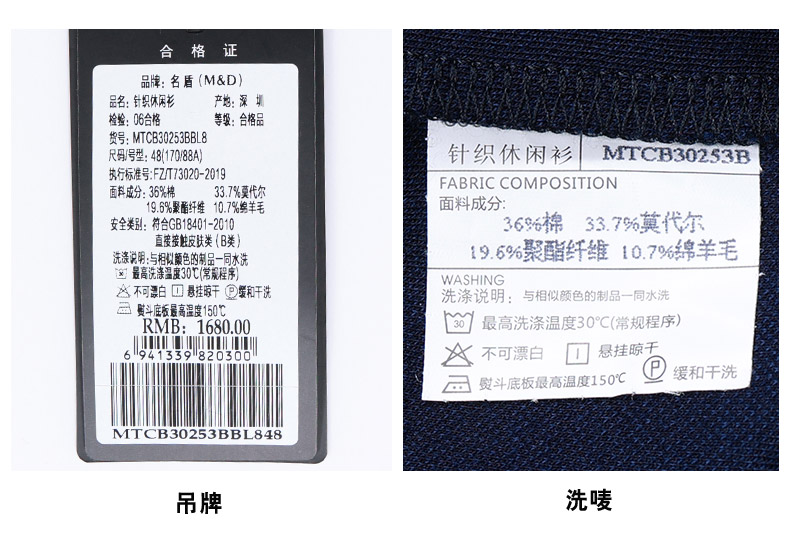 合格证
品牌：名盾(M&D)
品名：针织休闲衫 产地：深 圳
检验：06合格 等级：合格品
货号：MTCB30253BBL8
尺码/号型：48(170/88A)
执行标准号：FZ/T73020-2019
面料成分：36%棉 33.7%莫代尔
19.6%聚酯纤维 10.7%绵羊毛
安全类别：符合GB18401-2010
直接接触皮肤类(B类)
洗涤说明：与相似颜色的制品一同水洗
最高洗涤温度30℃(常规程序)
不可漂白 悬挂晾干 P缓和干洗
熨斗底板最高温度150℃
RMB：1680.00
6 941339 820300
MTCB30253BBL848
吊牌
针织休闲衫 MTCB30253B
FABRIC COMPOSITION
面料成分：
36%棉 33.7%莫代尔
19.6%聚酯纤维 10.7%绵羊毛
WASHING
洗涤说明：与相似颜色的制品一同水洗
30 最高洗涤温度30℃(常规程序)
不可漂白 悬挂晾干
熨斗底板最高温度150℃ P 缓和干洗
洗唛